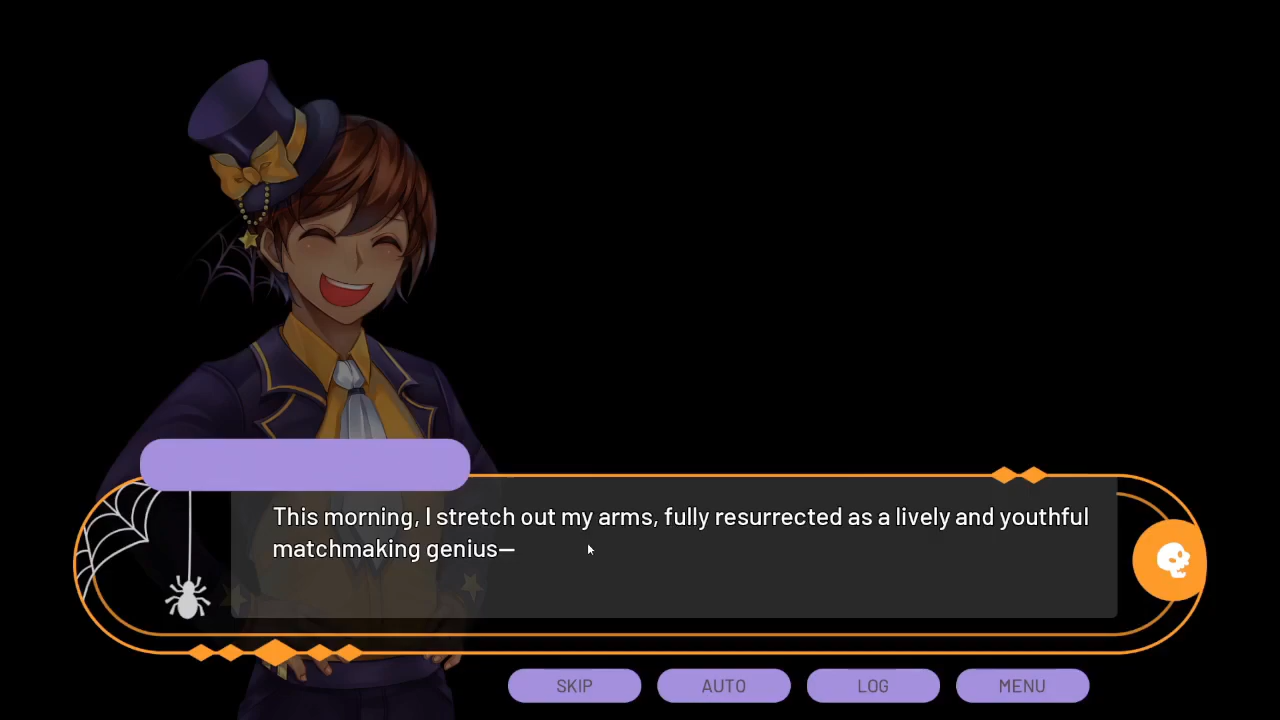 This morning, I stretch out my arms, fully resurrected as a lively and youthful
matchmaking genius—
SKIP AUTO LOG MENU